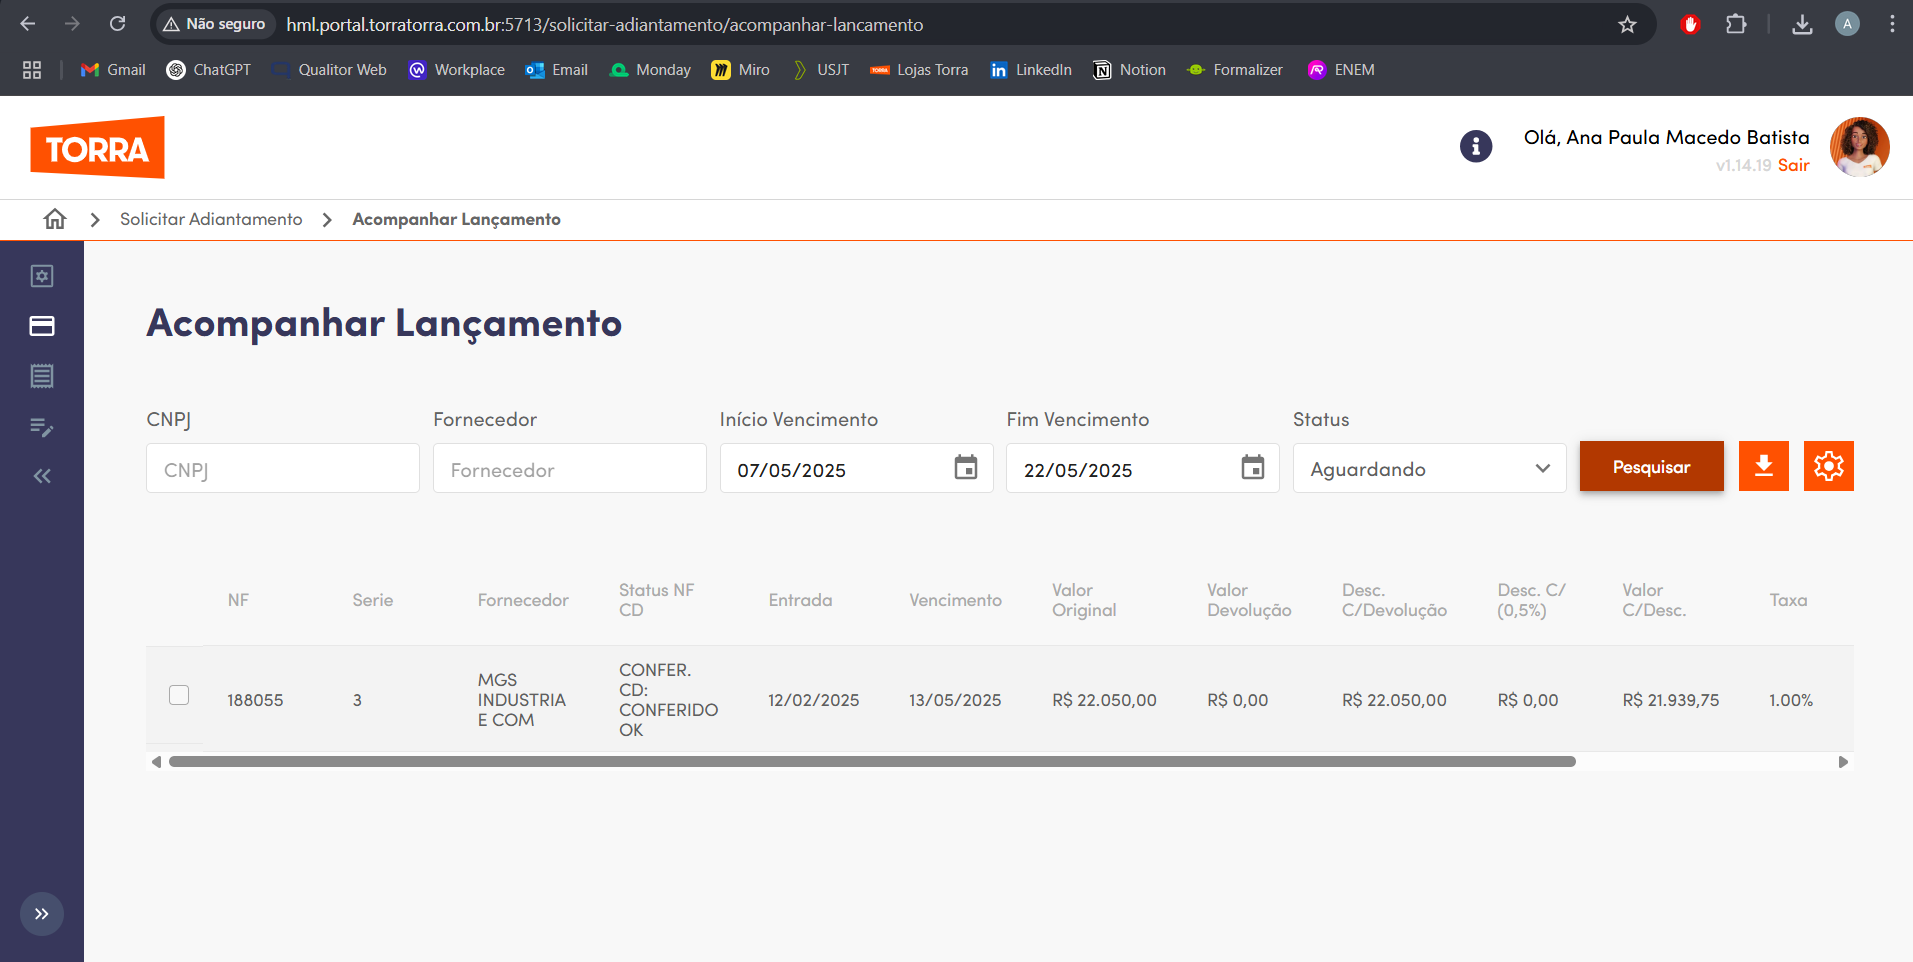 Não seguro
hml.portal.torratorra.com.br:5713/solicitar-adiantamento/acompanhar-lancamento
A
Gmail
ChatGPT
Qualitor Web
Workplace
Email
Monday
Miro
USJT
Lojas Torra
LinkedIn
Notion
Formalizer
ENEM
TORRA
Olá, Ana Paula Macedo Batista
v1.14.19 Sair
Solicitar Adiantamento
Acompanhar Lançamento
Acompanhar Lançamento
CNPJ
Fornecedor
Início Vencimento
Fim Vencimento
Status
CNPJ
Fornecedor
07/05/2025
22/05/2025
Aguardando
Pesquisar
NF
Serie
Fornecedor
Status NF
CD
Entrada
Vencimento
Valor
Original
Valor
Devolução
Desc.
C/Devolução
Desc. C/
(0,5%)
Valor
C/Desc.
Taxa
188055
3
MGS
INDUSTRIA
E COM
CONFER.
CD:
CONFERIDO
OK
12/02/2025
13/05/2025
R$ 22.050,00
R$ 0,00
R$ 22.050,00
R$ 0,00
R$ 21.939,75
1.00%